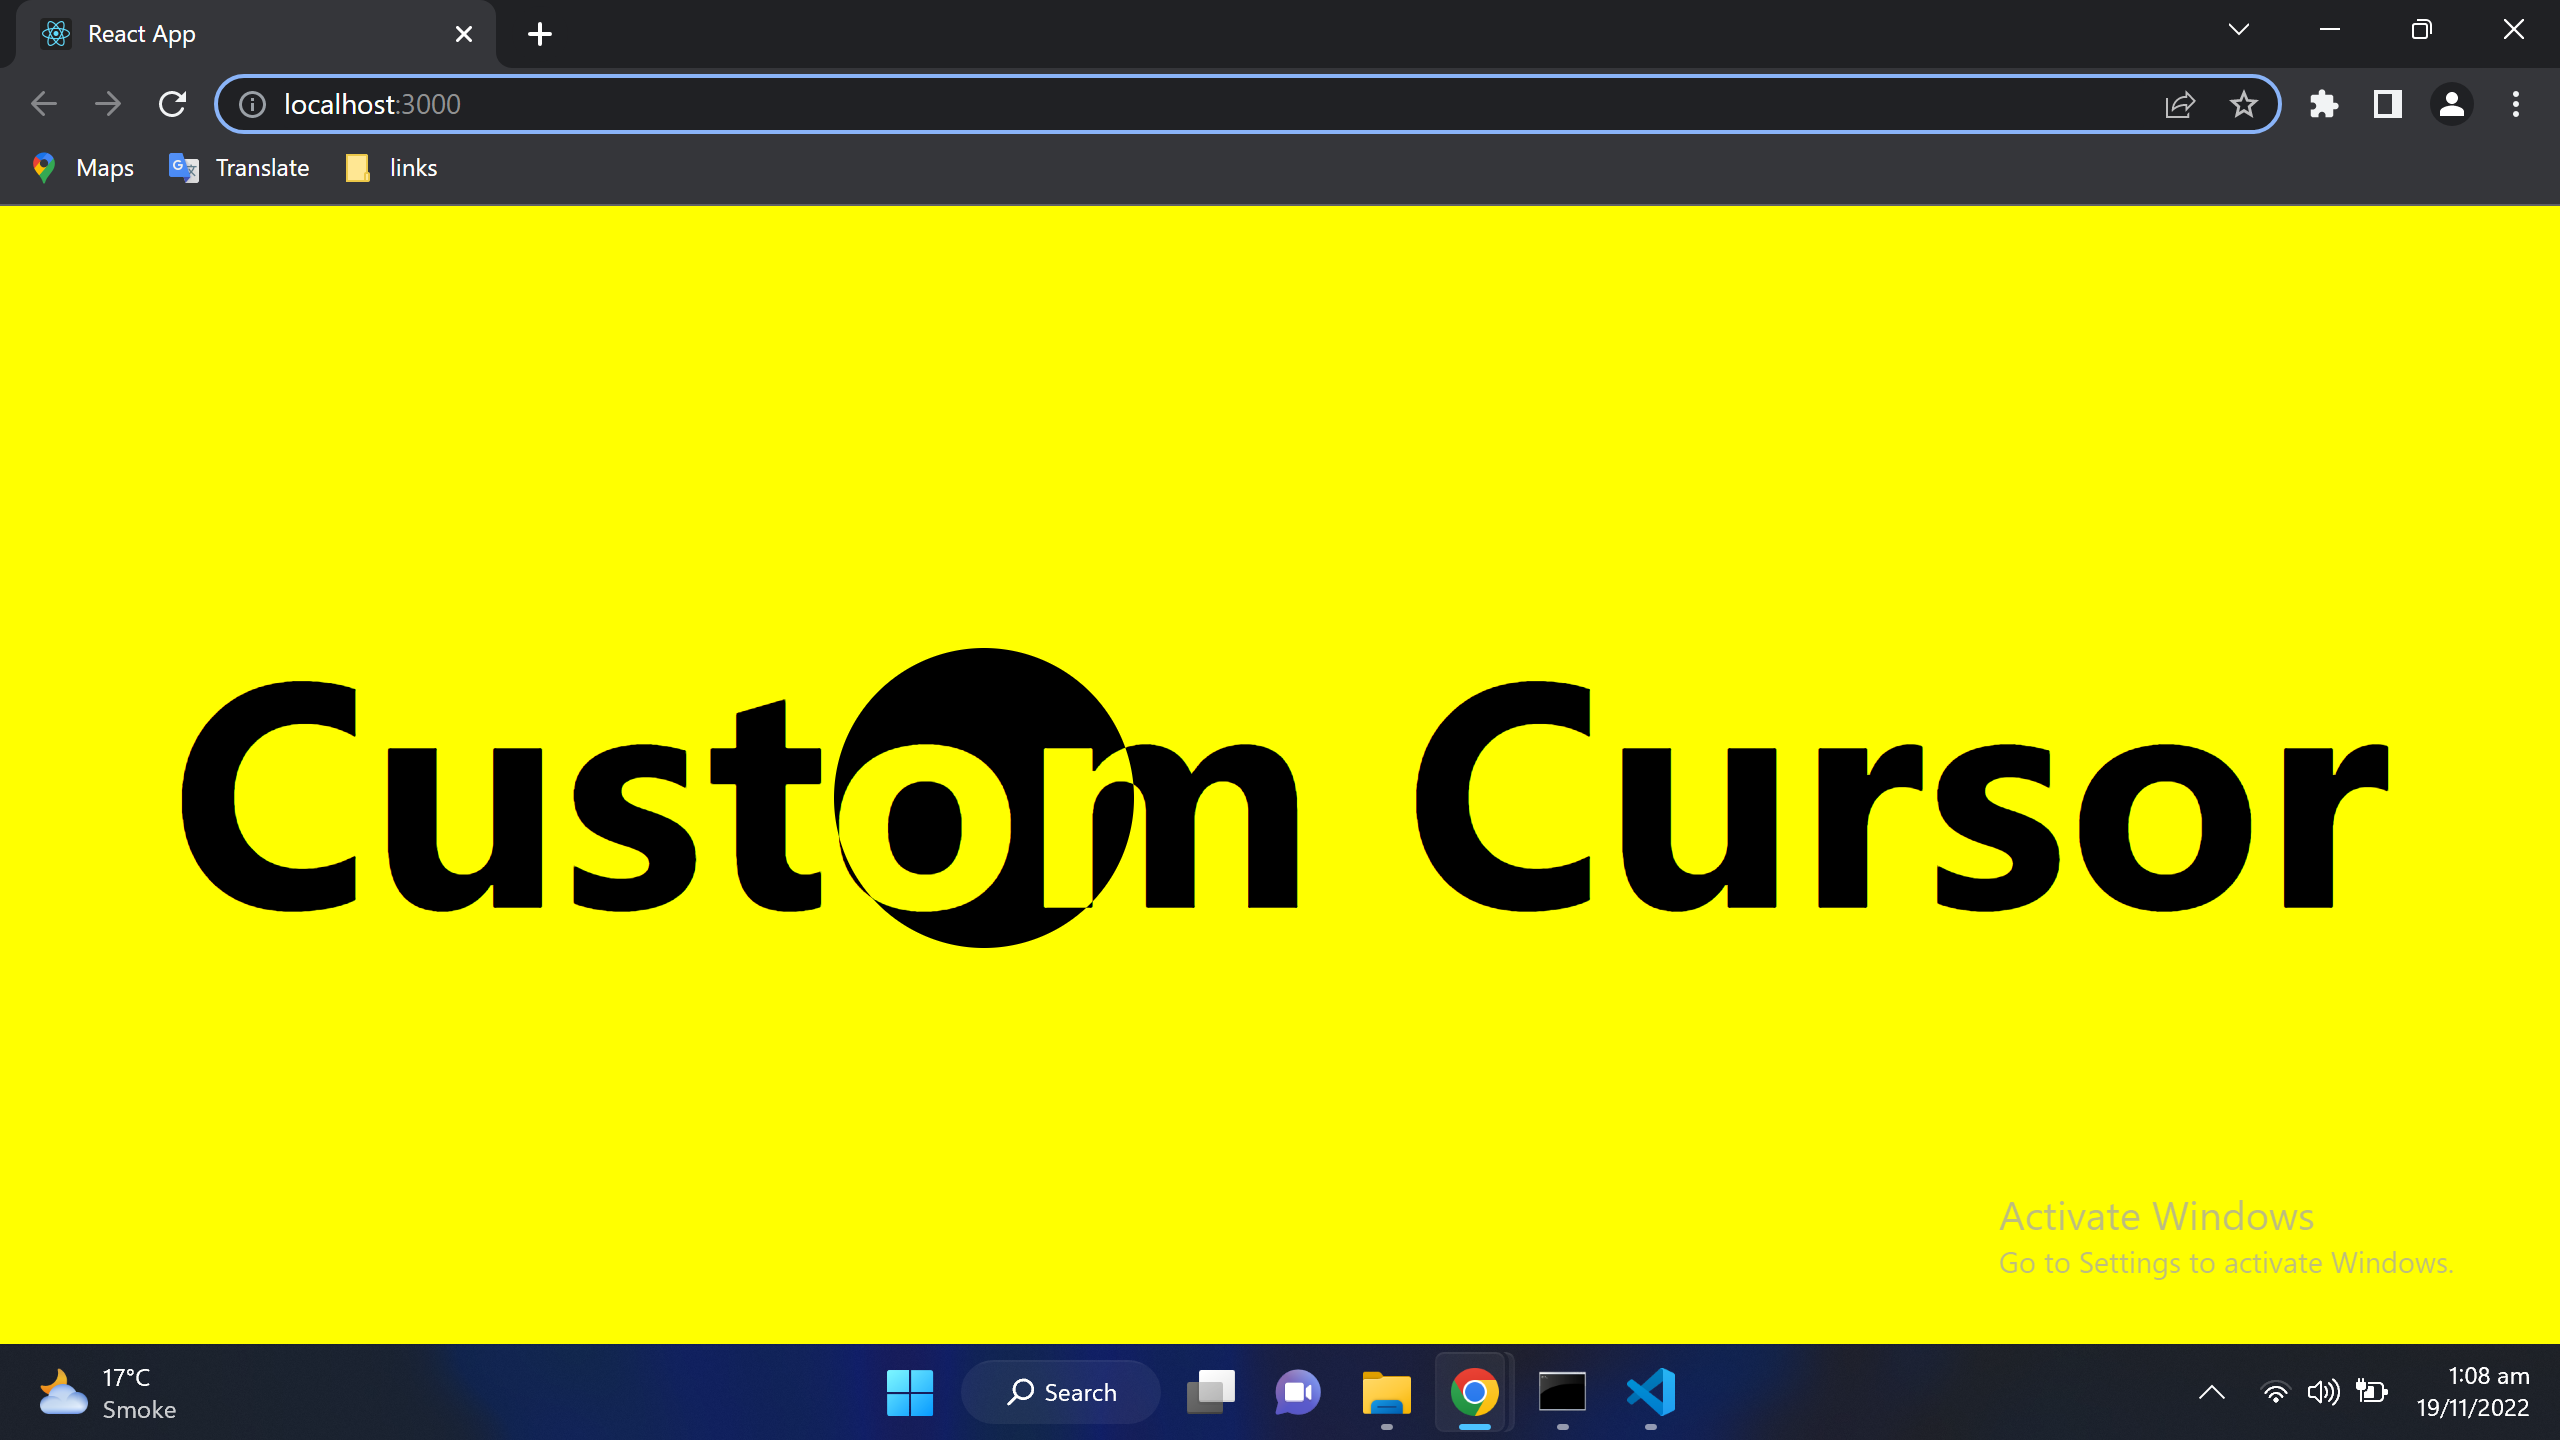 React App
localhost:3000
Maps Translate links
Custom Cursor
Activate Windows
Go to Settings to activate Windows.
17°C
Smoke
Search
1:08 am
19/11/2022